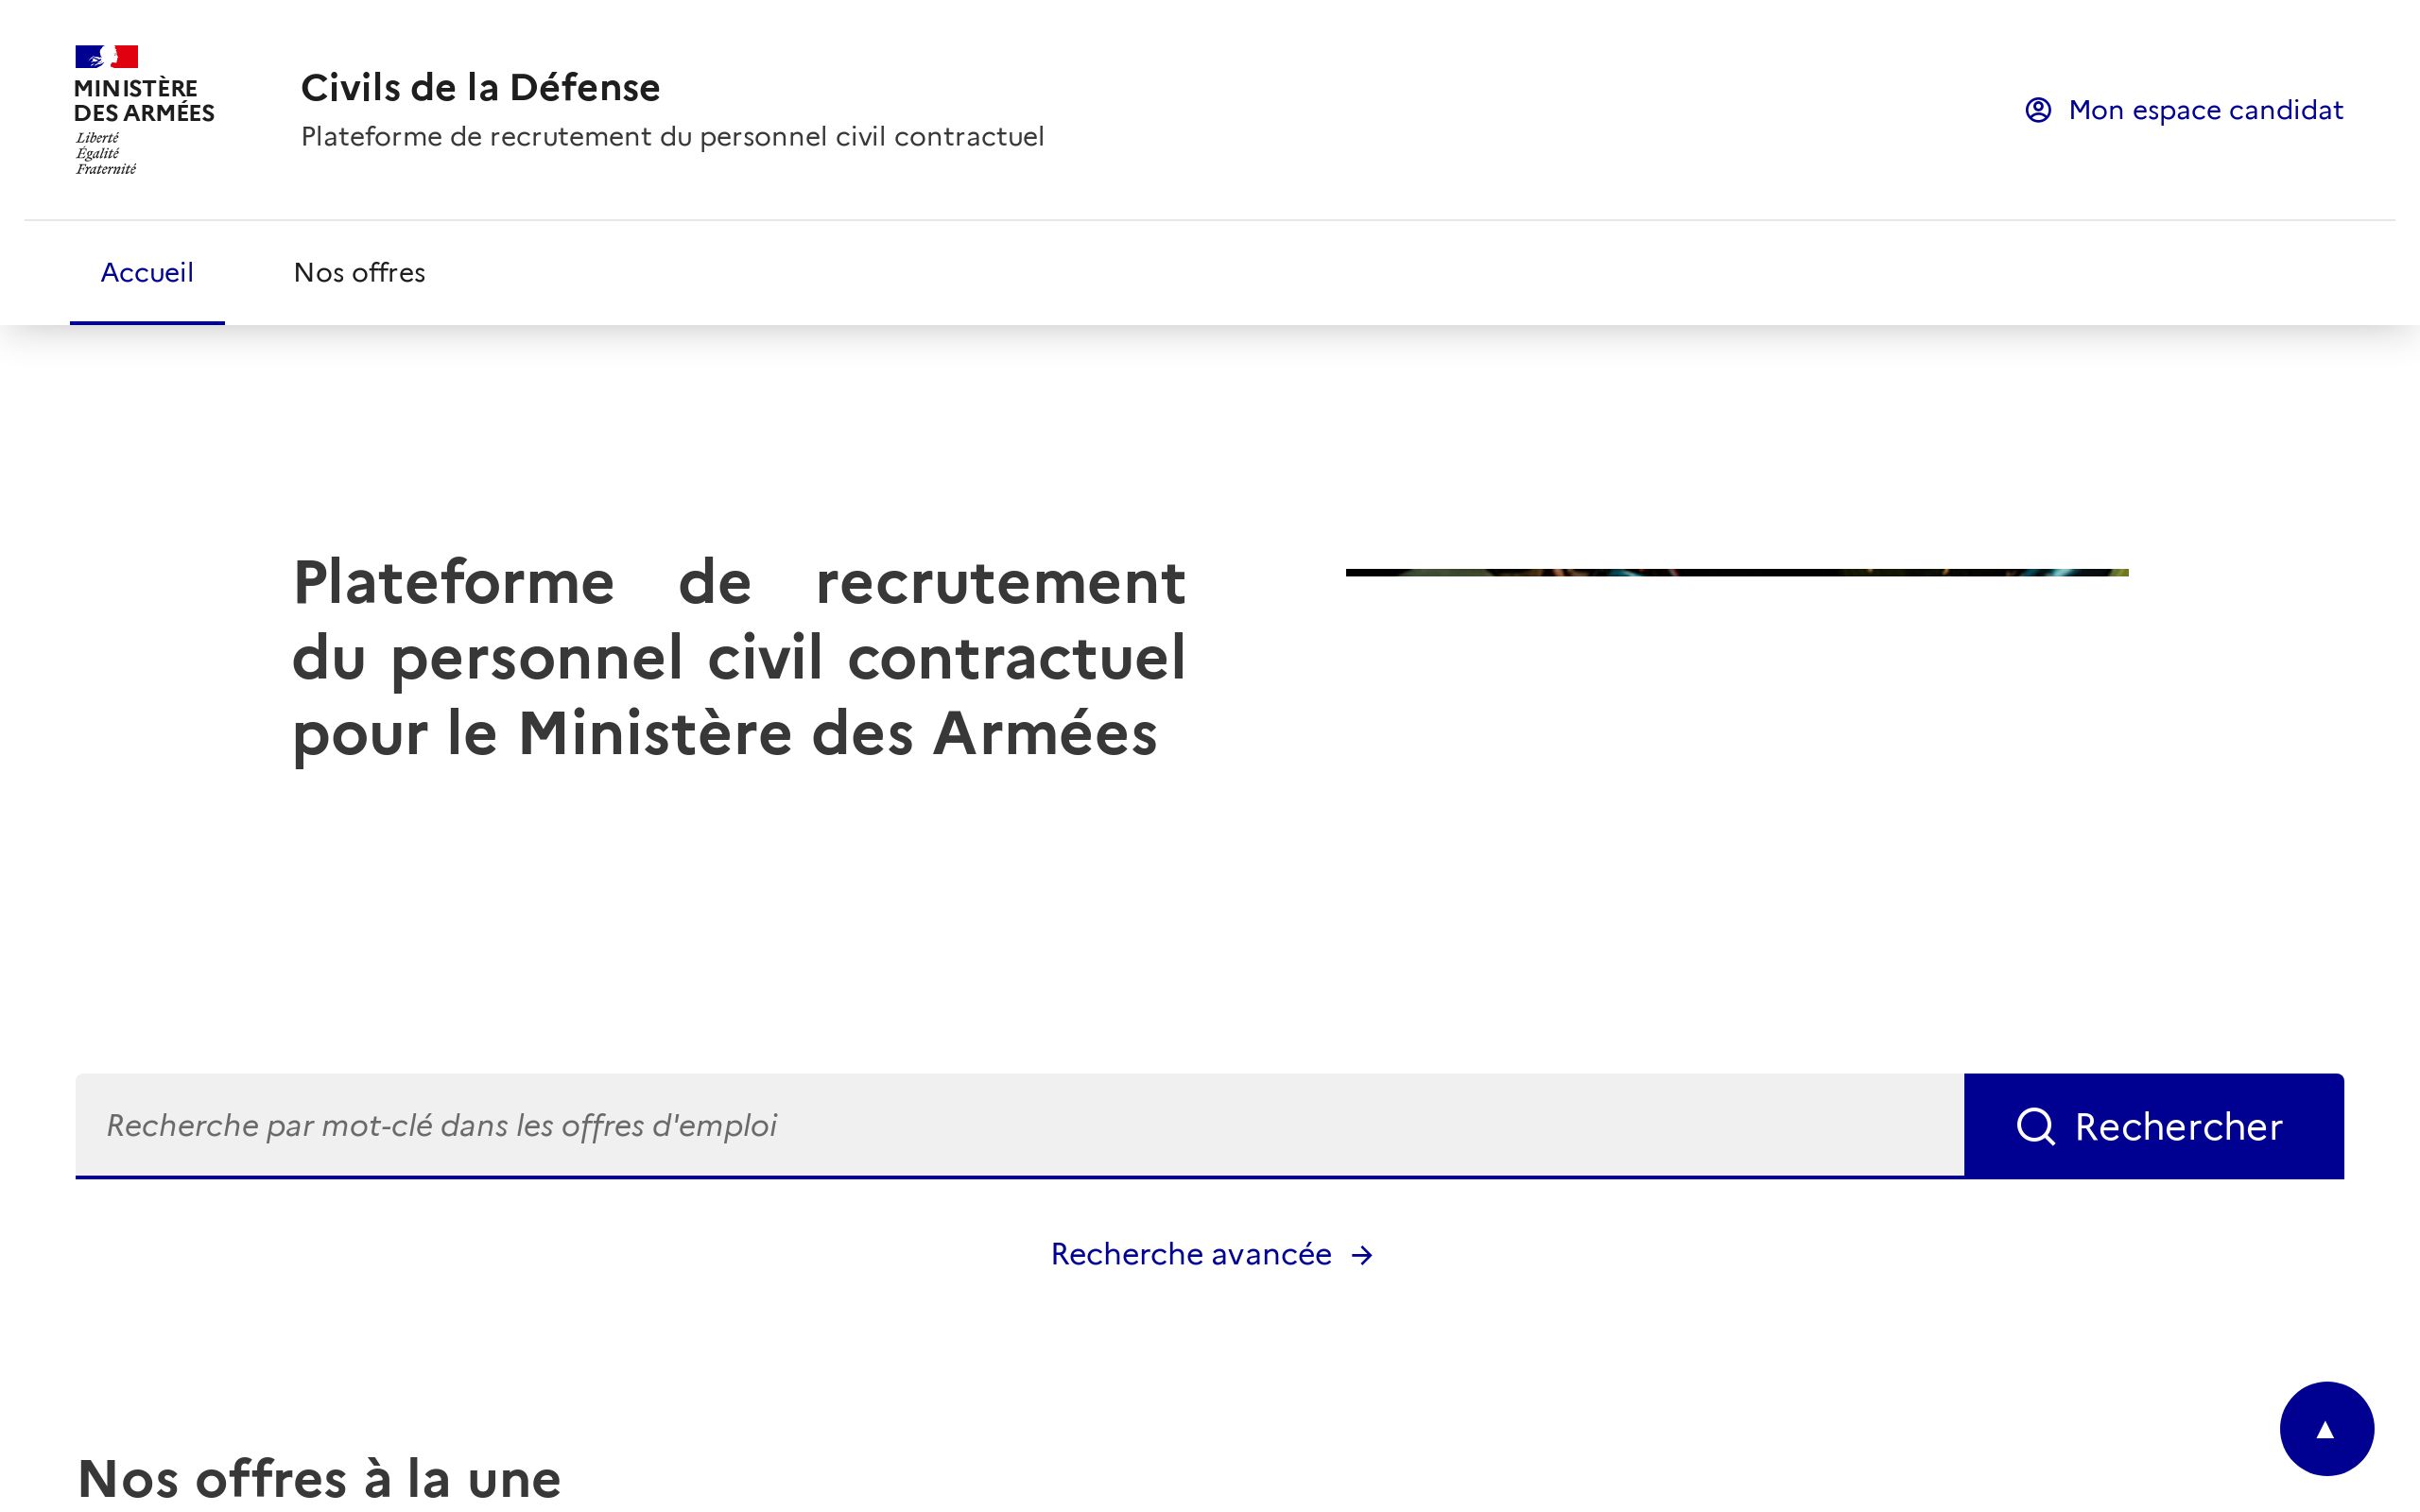 MINISTÈRE
DES ARMÉES
Liberté
Égalité
Fraternité
Civils de la Défense
Plateforme de recrutement du personnel civil contractuel
Mon espace candidat
Accueil
Nos offres
Plateforme de recrutement
du personnel civil contractuel
pour le Ministère des Armées
Recherche par mot-clé dans les offres d'emploi
Rechercher
Recherche avancée →
▲
Nos offres à la une